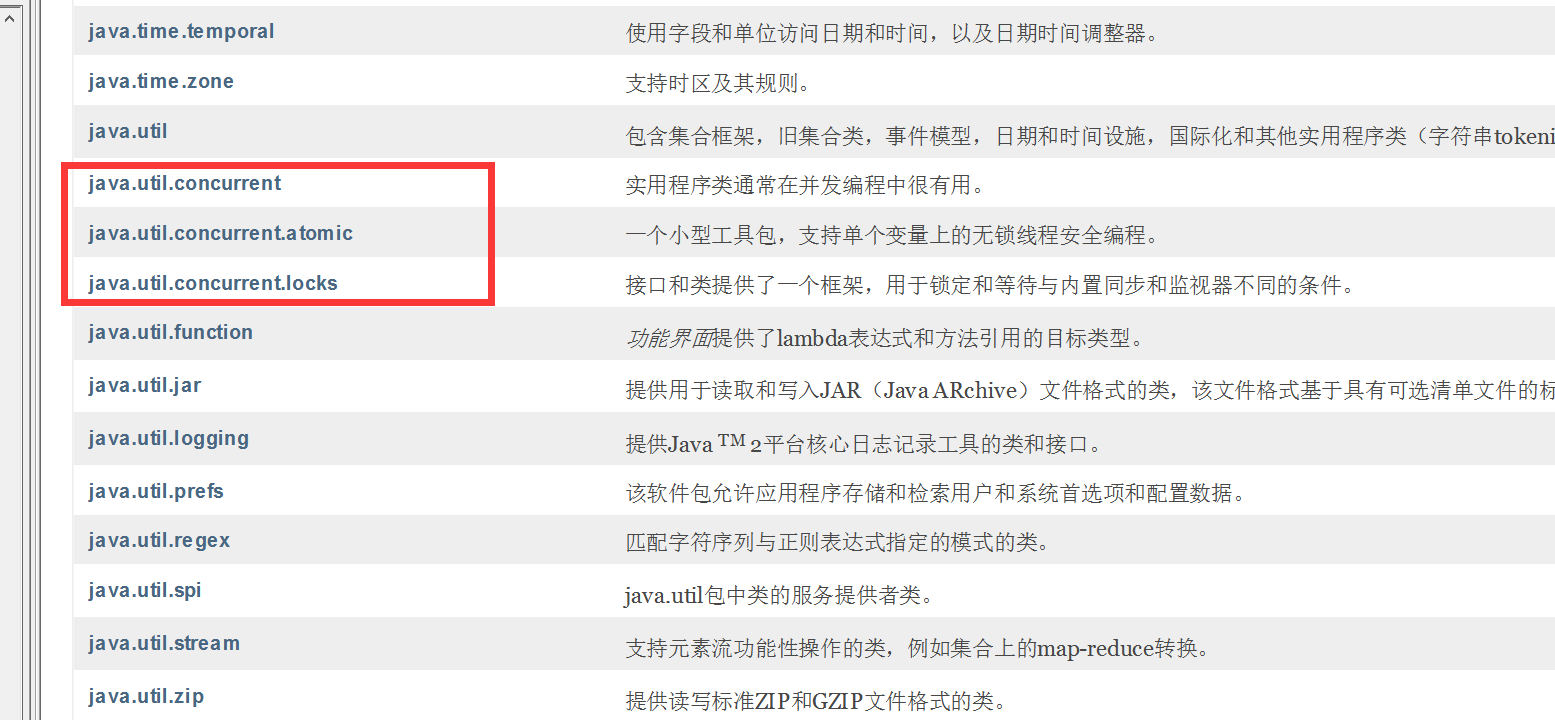 java.time.temporal 使用字段和单位访问日期和时间，以及日期时间调整器。
java.time.zone 支持时区及其规则。
java.util 包含集合框架，旧集合类，事件模型，日期和时间设施，国际化和其他实用程序类（字符串tokeni
java.util.concurrent 实用程序类通常在并发编程中很有用。
java.util.concurrent.atomic 一个小型工具包，支持单个变量上的无锁线程安全编程。
java.util.concurrent.locks 接口和类提供了一个框架，用于锁定和等待与内置同步和监视器不同的条件。
java.util.function 功能界面提供了lambda表达式和方法引用的目标类型。
java.util.jar 提供用于读取和写入JAR（Java ARchive）文件格式的类，该文件格式基于具有可选清单文件的标
java.util.logging 提供Java TM 2平台核心日志记录工具的类和接口。
java.util.prefs 该软件包允许应用程序存储和检索用户和系统首选项和配置数据。
java.util.regex 匹配字符序列与正则表达式指定的模式的类。
java.util.spi java.util包中类的服务提供者类。
java.util.stream 支持元素流功能性操作的类，例如集合上的map-reduce转换。
java.util.zip 提供读写标准ZIP和GZIP文件格式的类。